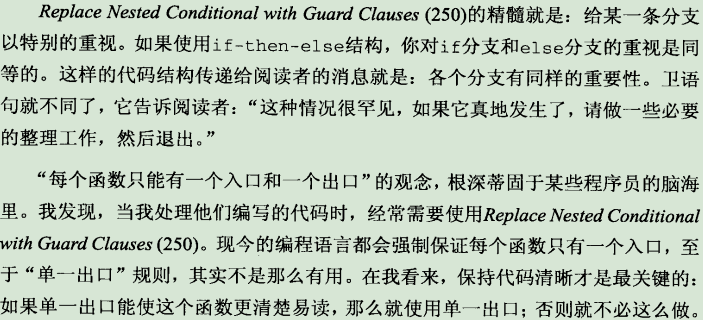 Replace Nested Conditional with Guard Clauses (250)的精髓就是：给某一条分支
以特别的重视。如果使用if-then-else结构，你对if分支和else分支的重视是同
等的。这样的代码结构传递给阅读者的消息就是：各个分支有同样的重要性。卫语
句就不同了，它告诉阅读者：“这种情况很罕见，如果它真地发生了，请做一些必要
的整理工作，然后退出。”
“每个函数只能有一个入口和一个出口”的观念，根深蒂固于某些程序员的脑海
里。我发现，当我处理他们编写的代码时，经常需要使用Replace Nested Conditional
with Guard Clauses (250)。现今的编程语言都会强制保证每个函数只有一个入口，至
于“单一出口”规则，其实不是那么有用。在我看来，保持代码清晰才是最关键的：
如果单一出口能使这个函数更清楚易读，那么就使用单一出口；否则就不必这么做。